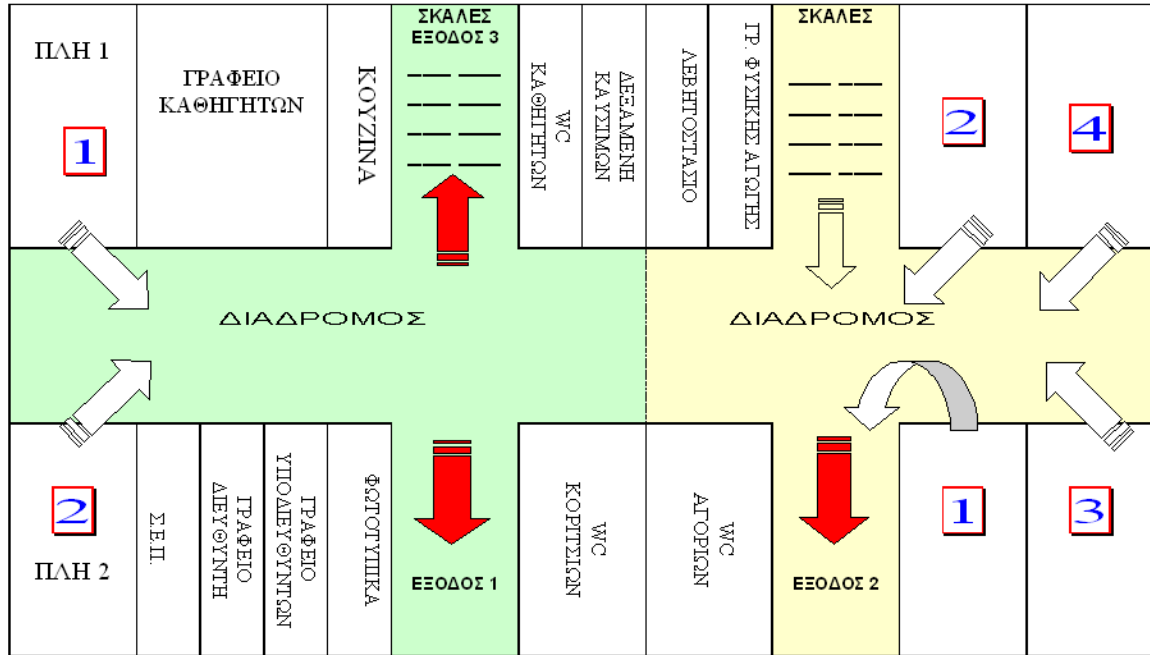 ΠΛΗ 1
1
ΓΡΑΦΕΙΟ
ΚΑΘΗΓΗΤΩΝ
ΚΟΥΖΙΝΑ
ΣΚΑΛΕΣ
ΕΞΟΔΟΣ 3
WC
ΚΑΘΗΓΗΤΩΝ
ΔΕΞΑΜΕΝΗ
ΚΑΥΣΙΜΩΝ
ΛΕΒΗΤΟΣΤΑΣΙΟ
ΓΡ. ΦΥΣΙΚΗΣ ΑΓΩΓΗΣ
ΣΚΑΛΕΣ
2
4
ΔΙΑΔΡΟΜΟΣ
ΔΙΑΔΡΟΜΟΣ
2
ΠΛΗ 2
Σ.Ε.Π.
ΓΡΑΦΕΙΟ
ΔΙΕΥΘΥΝΤΗ
ΓΡΑΦΕΙΟ
ΥΠΟΔΙΕΥΘΥΝΤΩΝ
ΦΩΤΟΤΥΠΙΚΑ
ΕΞΟΔΟΣ 1
WC
ΚΟΡΙΤΣΙΩΝ
WC
ΑΓΟΡΙΩΝ
ΕΞΟΔΟΣ 2
1
3